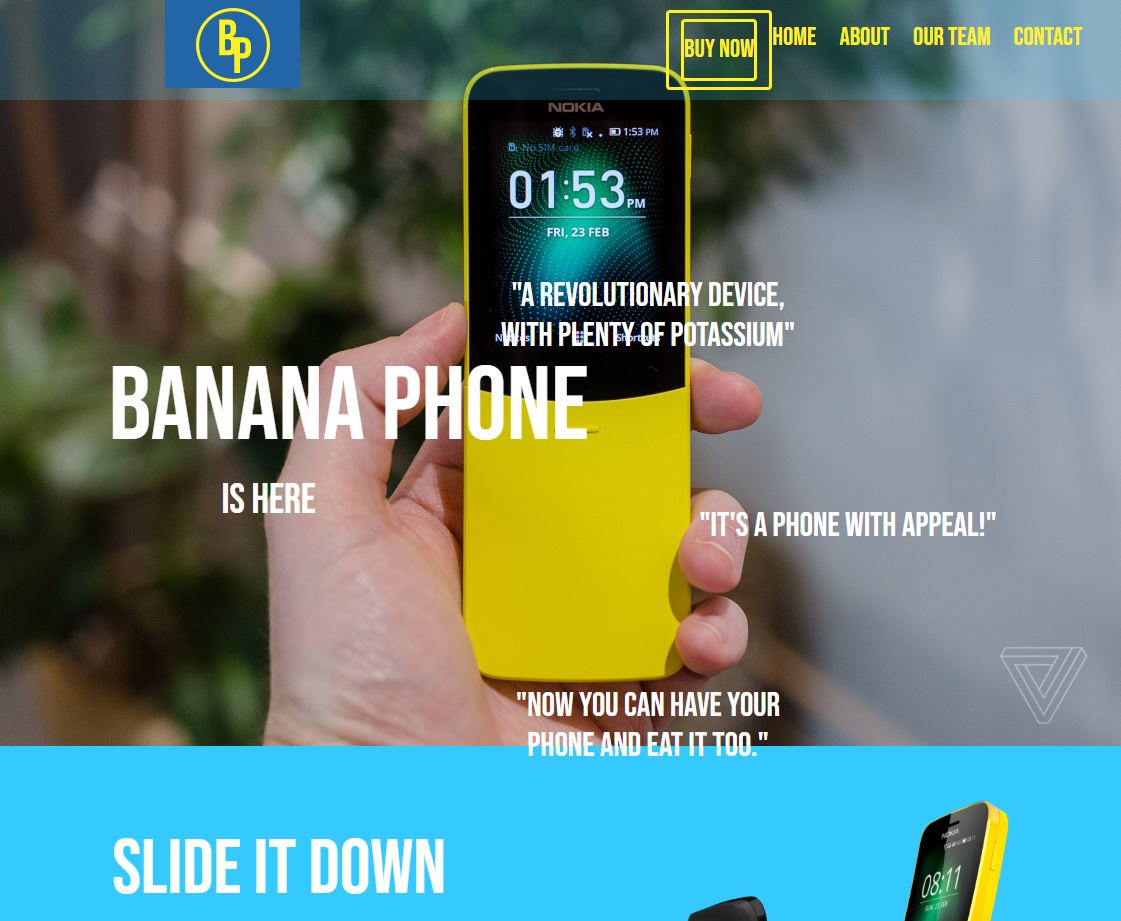 BP
BUY NOW
HOME ABOUT OUR TEAM CONTACT
NOKIA
1:53 PM
No SIM card
01:53 PM
FRI, 23 FEB
"A REVOLUTIONARY DEVICE,
WITH PLENTY OF POTASSIUM"
BANANA PHONE
IS HERE
"IT'S A PHONE WITH APPEAL!"
"NOW YOU CAN HAVE YOUR
PHONE AND EAT IT TOO."
SLIDE IT DOWN
NOKIA
08:11